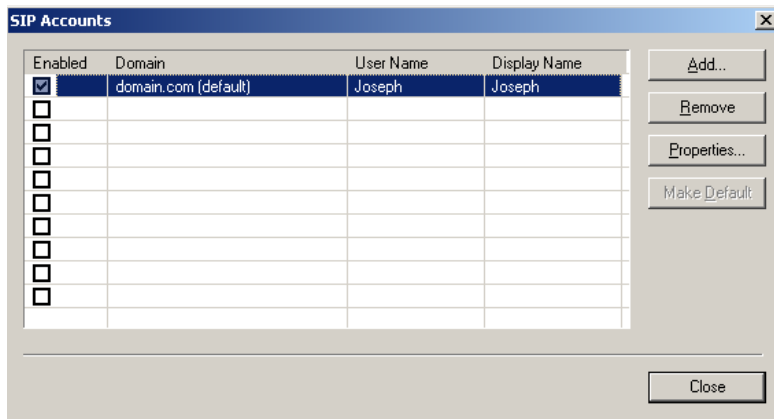 SIP Accounts
Enabled Domain User Name Display Name
domain.com (default) Joseph Joseph
Add...
Remove
Properties...
Make Default
Close